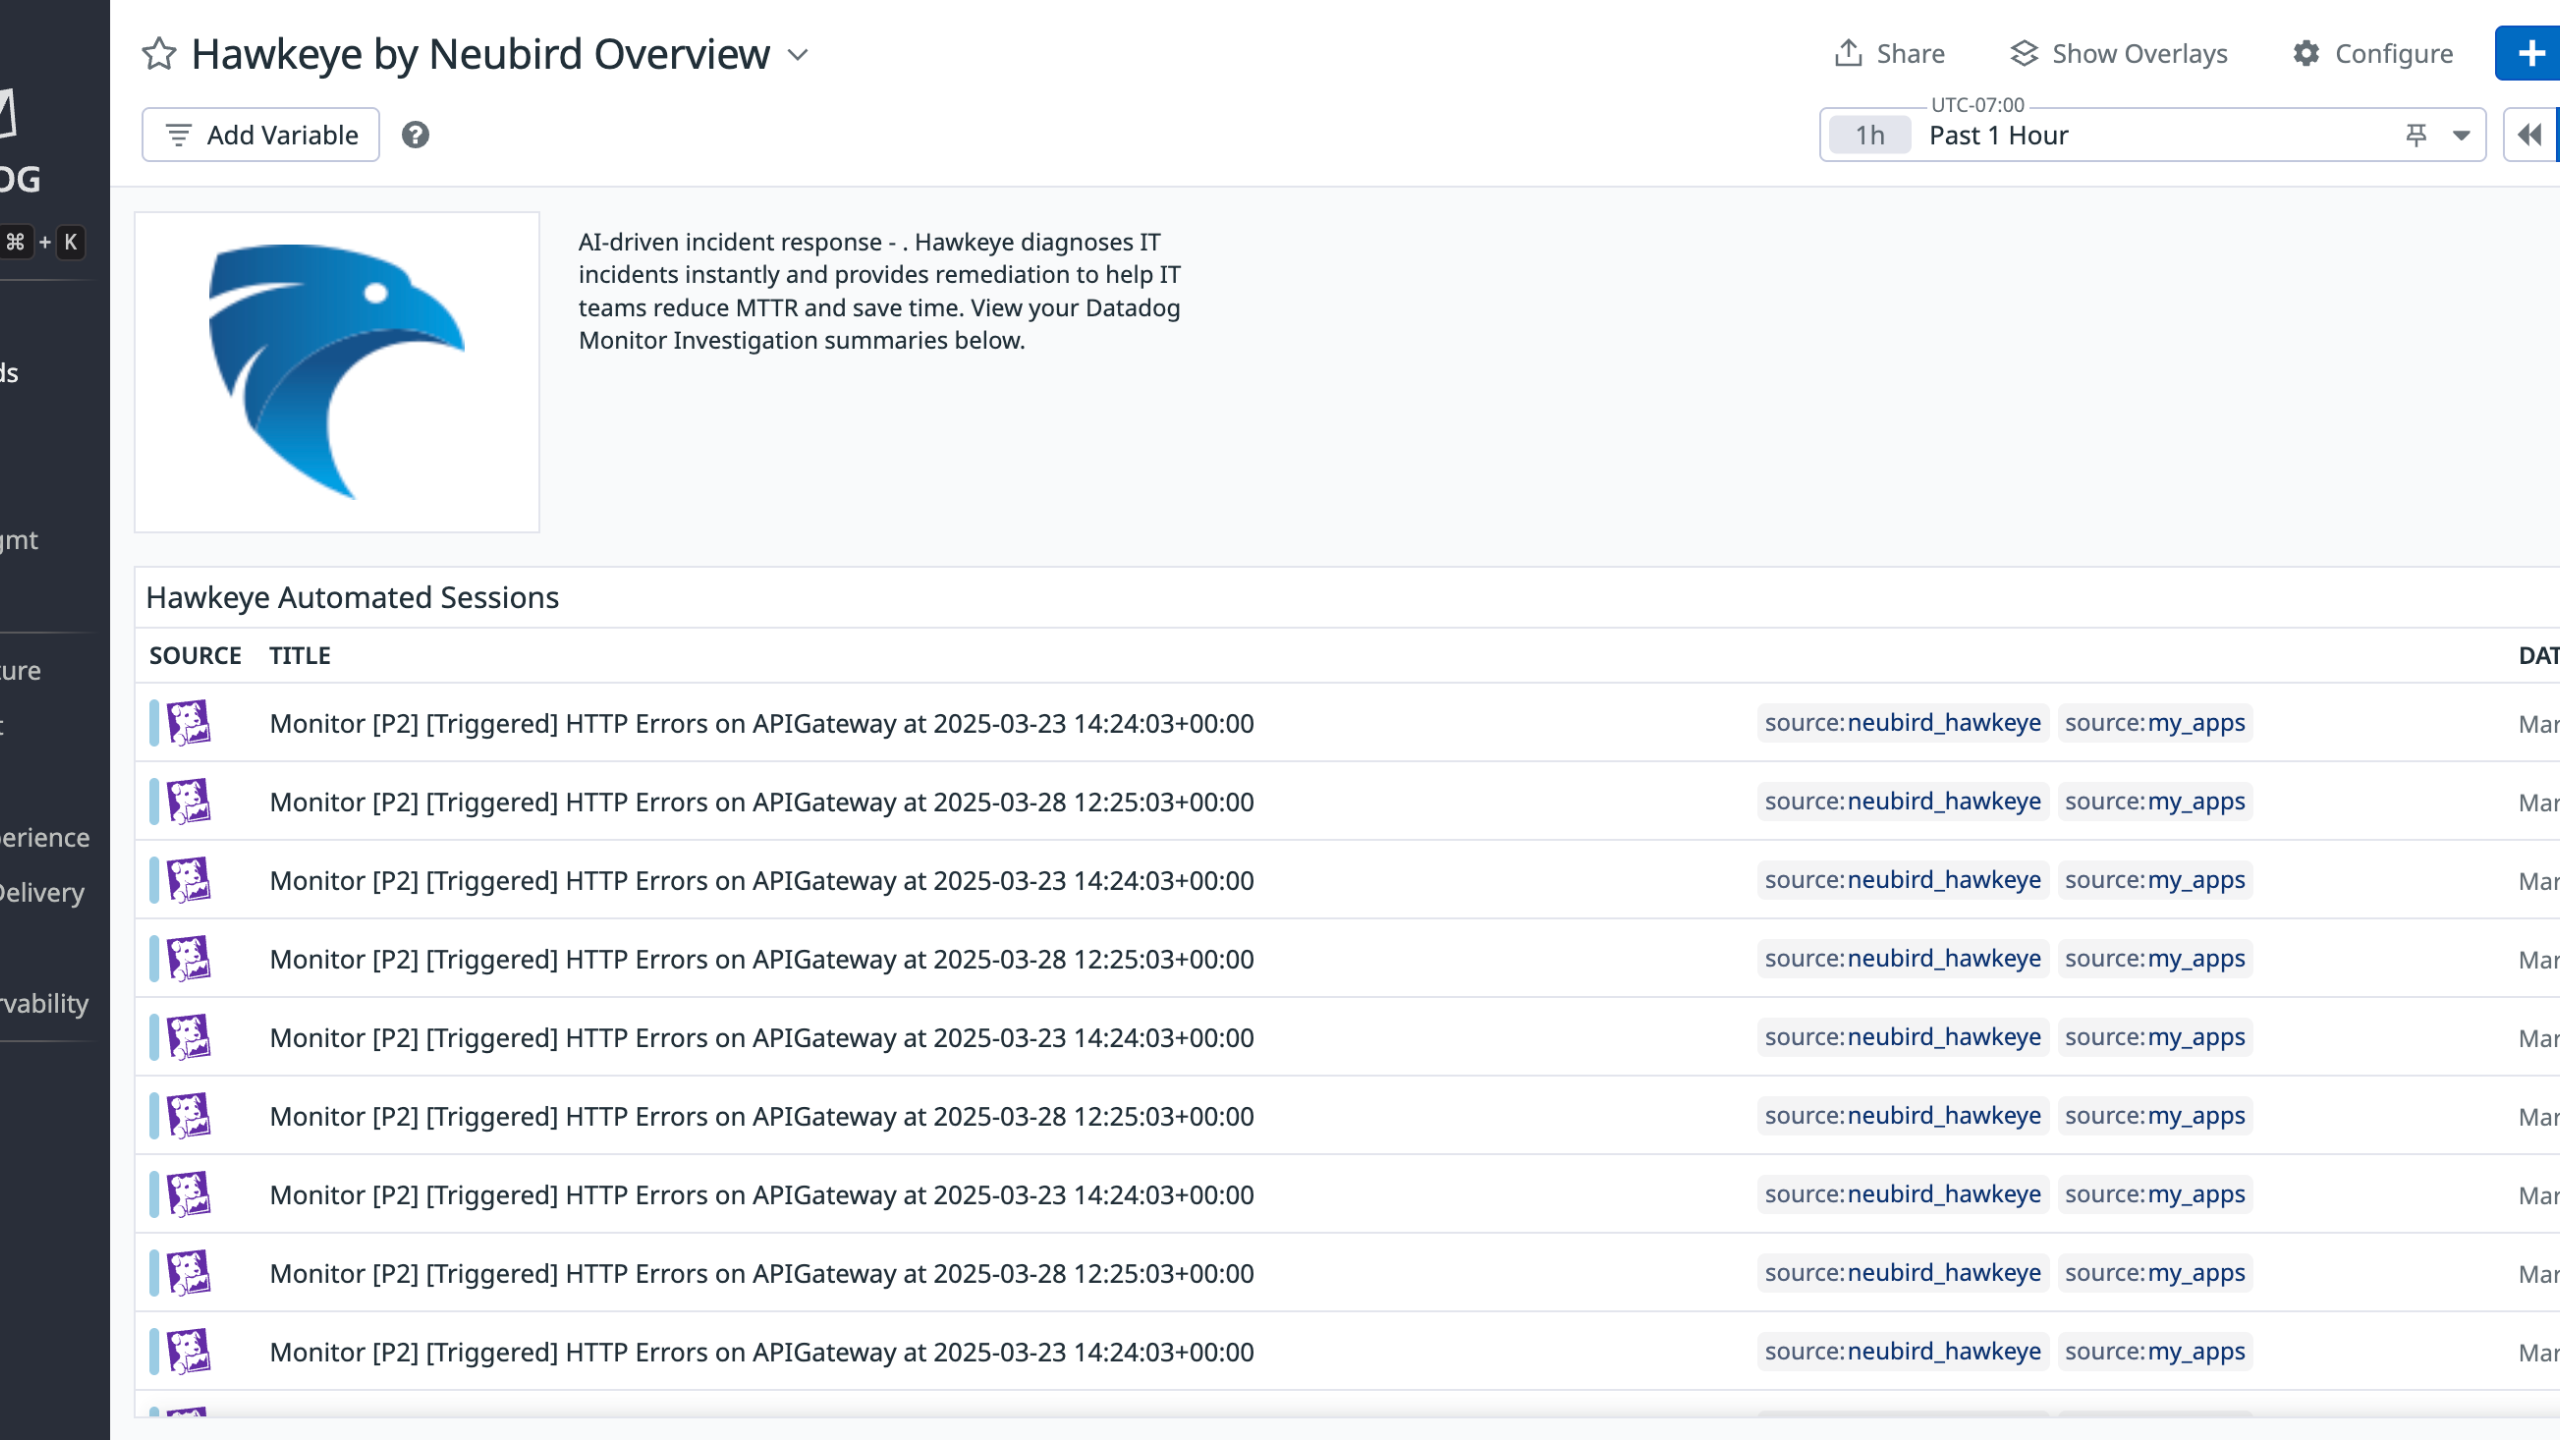 Hawkeye by Neubird Overview
Share
Show Overlays
Configure
Add Variable
UTC-07:00
1h Past 1 Hour
OG
⌘ + K
ds
gmt
ture
t
perience
Delivery
rvability
AI-driven incident response - . Hawkeye diagnoses IT
incidents instantly and provides remediation to help IT
teams reduce MTTR and save time. View your Datadog
Monitor Investigation summaries below.
Hawkeye Automated Sessions
SOURCE TITLE DAT
Monitor [P2] [Triggered] HTTP Errors on APIGateway at 2025-03-23 14:24:03+00:00 source:neubird_hawkeye source:my_apps Mar
Monitor [P2] [Triggered] HTTP Errors on APIGateway at 2025-03-28 12:25:03+00:00 source:neubird_hawkeye source:my_apps Mar
Monitor [P2] [Triggered] HTTP Errors on APIGateway at 2025-03-23 14:24:03+00:00 source:neubird_hawkeye source:my_apps Mar
Monitor [P2] [Triggered] HTTP Errors on APIGateway at 2025-03-28 12:25:03+00:00 source:neubird_hawkeye source:my_apps Mar
Monitor [P2] [Triggered] HTTP Errors on APIGateway at 2025-03-23 14:24:03+00:00 source:neubird_hawkeye source:my_apps Mar
Monitor [P2] [Triggered] HTTP Errors on APIGateway at 2025-03-28 12:25:03+00:00 source:neubird_hawkeye source:my_apps Mar
Monitor [P2] [Triggered] HTTP Errors on APIGateway at 2025-03-23 14:24:03+00:00 source:neubird_hawkeye source:my_apps Mar
Monitor [P2] [Triggered] HTTP Errors on APIGateway at 2025-03-28 12:25:03+00:00 source:neubird_hawkeye source:my_apps Mar
Monitor [P2] [Triggered] HTTP Errors on APIGateway at 2025-03-23 14:24:03+00:00 source:neubird_hawkeye source:my_apps Mar